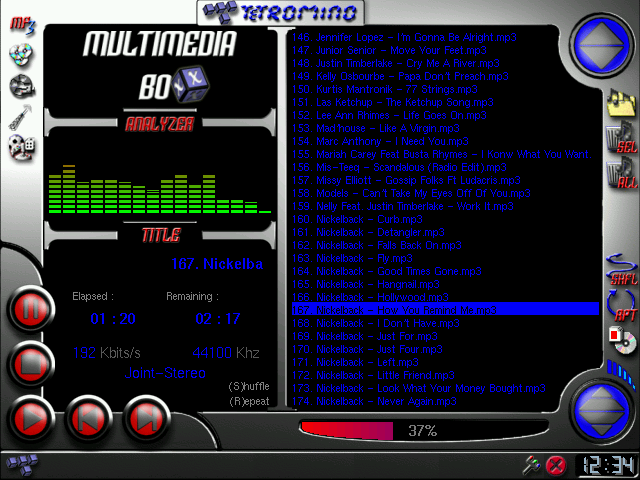 MP3
TETROMINO
MULTIMEDIA
BOX
ANALYZER
TITLE
167. Nickelba
Elapsed :
Remaining :
01 : 20
02 : 17
192 Kbits/s
44100 Khz
Joint-Stereo
(S)huffle
(R)epeat
146. Jennifer Lopez - I'm Gonna Be Alright.mp3
147. Junior Senior - Move Your Feet.mp3
148. Justin Timberlake - Cry Me A River.mp3
149. Kelly Osbourne - Papa Don't Preach.mp3
150. Kurtis Mantronik - 77 Strings.mp3
151. Las Ketchup - The Ketchup Song.mp3
152. Lee Ann Rhimes - Life Goes On.mp3
153. Mad'house - Like A Virgin.mp3
154. Marc Anthony - I Need You.mp3
155. Mariah Carey Feat Busta Rhymes - I Know What You Want.
156. Mis-Teeq - Scandalous (Radio Edit).mp3
157. Missy Elliott - Gossip Folks Ft Ludacris.mp3
158. Models - Can't Take My Eyes Off Of You.mp3
159. Nelly Feat Justin Timberlake - Work It.mp3
160. Nickelback - Curb.mp3
161. Nickelback - Detangler.mp3
162. Nickelback - Falls Back On.mp3
163. Nickelback - Fly.mp3
164. Nickelback - Good Times Gone.mp3
165. Nickelback - Hangnail.mp3
166. Nickelback - Hollywood.mp3
167. Nickelback - How You Remind Me.mp3
168. Nickelback - I Don't Have.mp3
169. Nickelback - Just For.mp3
170. Nickelback - Just Four.mp3
171. Nickelback - Left.mp3
172. Nickelback - Little Friend.mp3
173. Nickelback - Look What Your Money Bought.mp3
174. Nickelback - Never Again.mp3
SEL
ALL
SHFL
RPT
37%
12:34